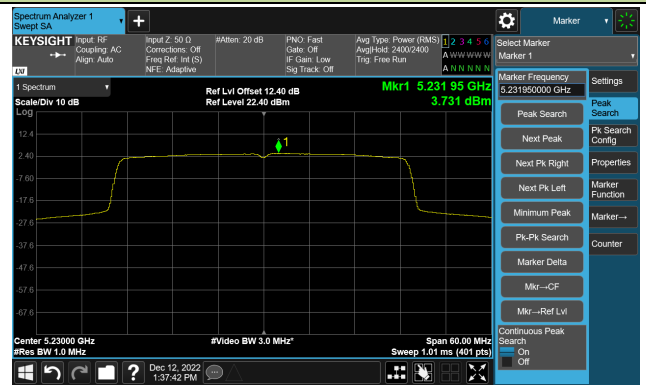 Spectrum Analyzer 1
Swept SA
Marker
KEYSIGHT
Input: RF
Coupling: AC
Align: Auto
Input Z: 50 Ω
Corrections: Off
Freq Ref: Int (S)
NFE: Adaptive
#Atten: 20 dB
PNO: Fast
Gate: Off
IF Gain: Low
Sig Track: Off
Avg Type: Power (RMS)
Avg|Hold: 2400/2400
Trig: Free Run
1 2 3 4 5 6
A W W W W W
A N N N N N
LXI
Select Marker
Marker 1
1 Spectrum
Scale/Div 10 dB
Log
Ref Lvl Offset 12.40 dB
Ref Level 22.40 dBm
Mkr1 5.231 95 GHz
3.731 dBm
12.4
2.40
-7.60
-17.6
-27.6
-37.6
-47.6
-57.6
-67.6
1
Center 5.23000 GHz
#Res BW 1.0 MHz
#Video BW 3.0 MHz*
Span 60.00 MHz
Sweep 1.01 ms (401 pts)
Marker Frequency
5.231950000 GHz
Peak Search
Next Peak
Next Pk Right
Next Pk Left
Minimum Peak
Pk-Pk Search
Marker Delta
Mkr→CF
Mkr→Ref Lvl
Continuous Peak
Search
On
Off
Settings
Peak
Search
Pk Search
Config
Properties
Marker
Function
Marker→
Counter
Dec 12, 2022
1:37:42 PM